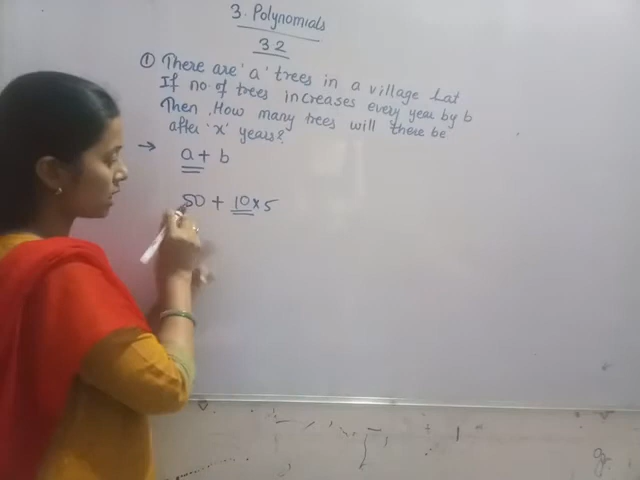 3. Polynomials
32
① There are 'a' trees in a village Lat
If no of trees increases every year by b
Then, How many trees will there be
after 'x' years?
→ a + b
50 + 10 × 5